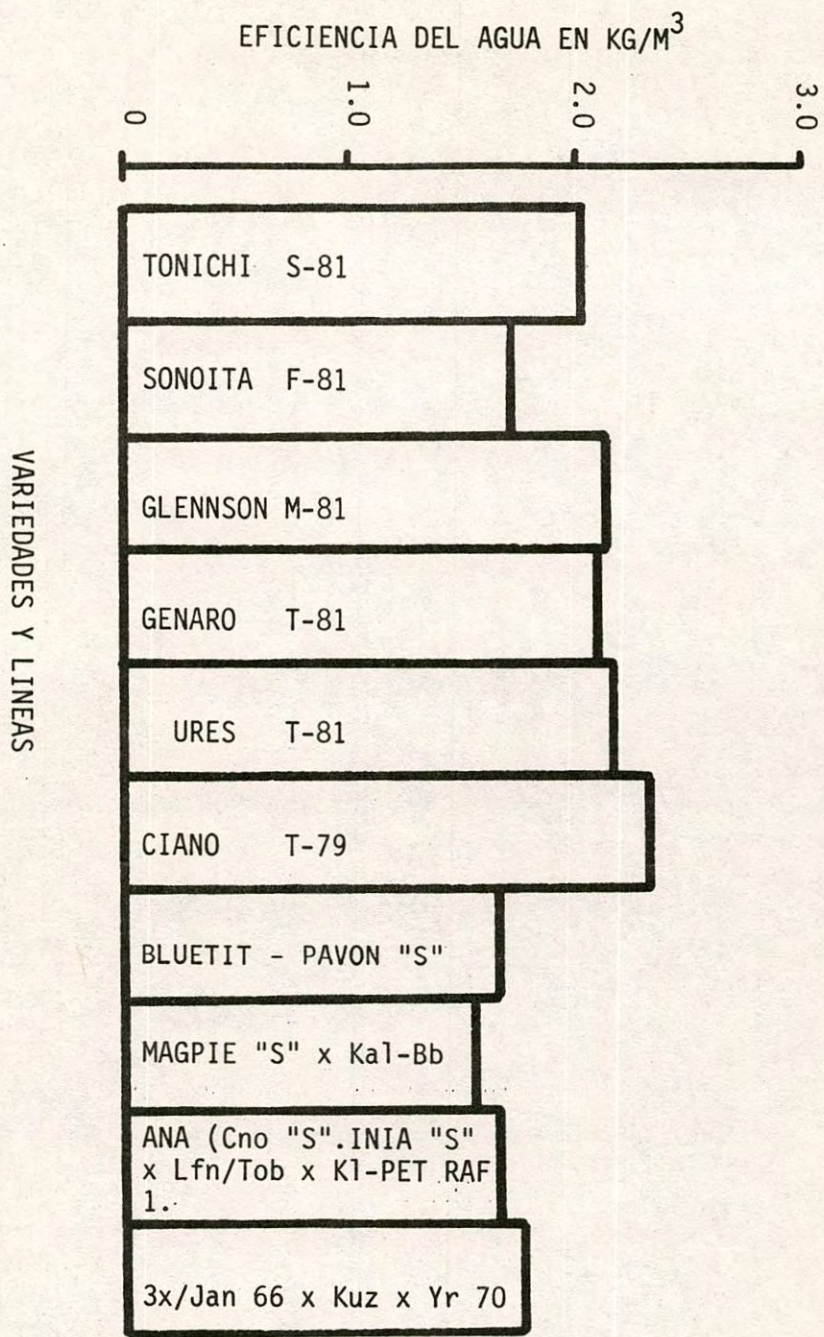 EFICIENCIA DEL AGUA EN KG/M³
0
1.0
2.0
3.0
TONICHI S-81
SONOITA F-81
GLENNSON M-81
GENARO T-81
URES T-81
CIANO T-79
BLUETIT - PAVON "S"
MAGPIE "S" x Kal-Bb
ANA (Cno "S".INIA "S"
x Lfn/Tob x Kl-PET RAF
1.
3x/Jan 66 x Kuz x Yr 70
VARIEDADES Y LINEAS